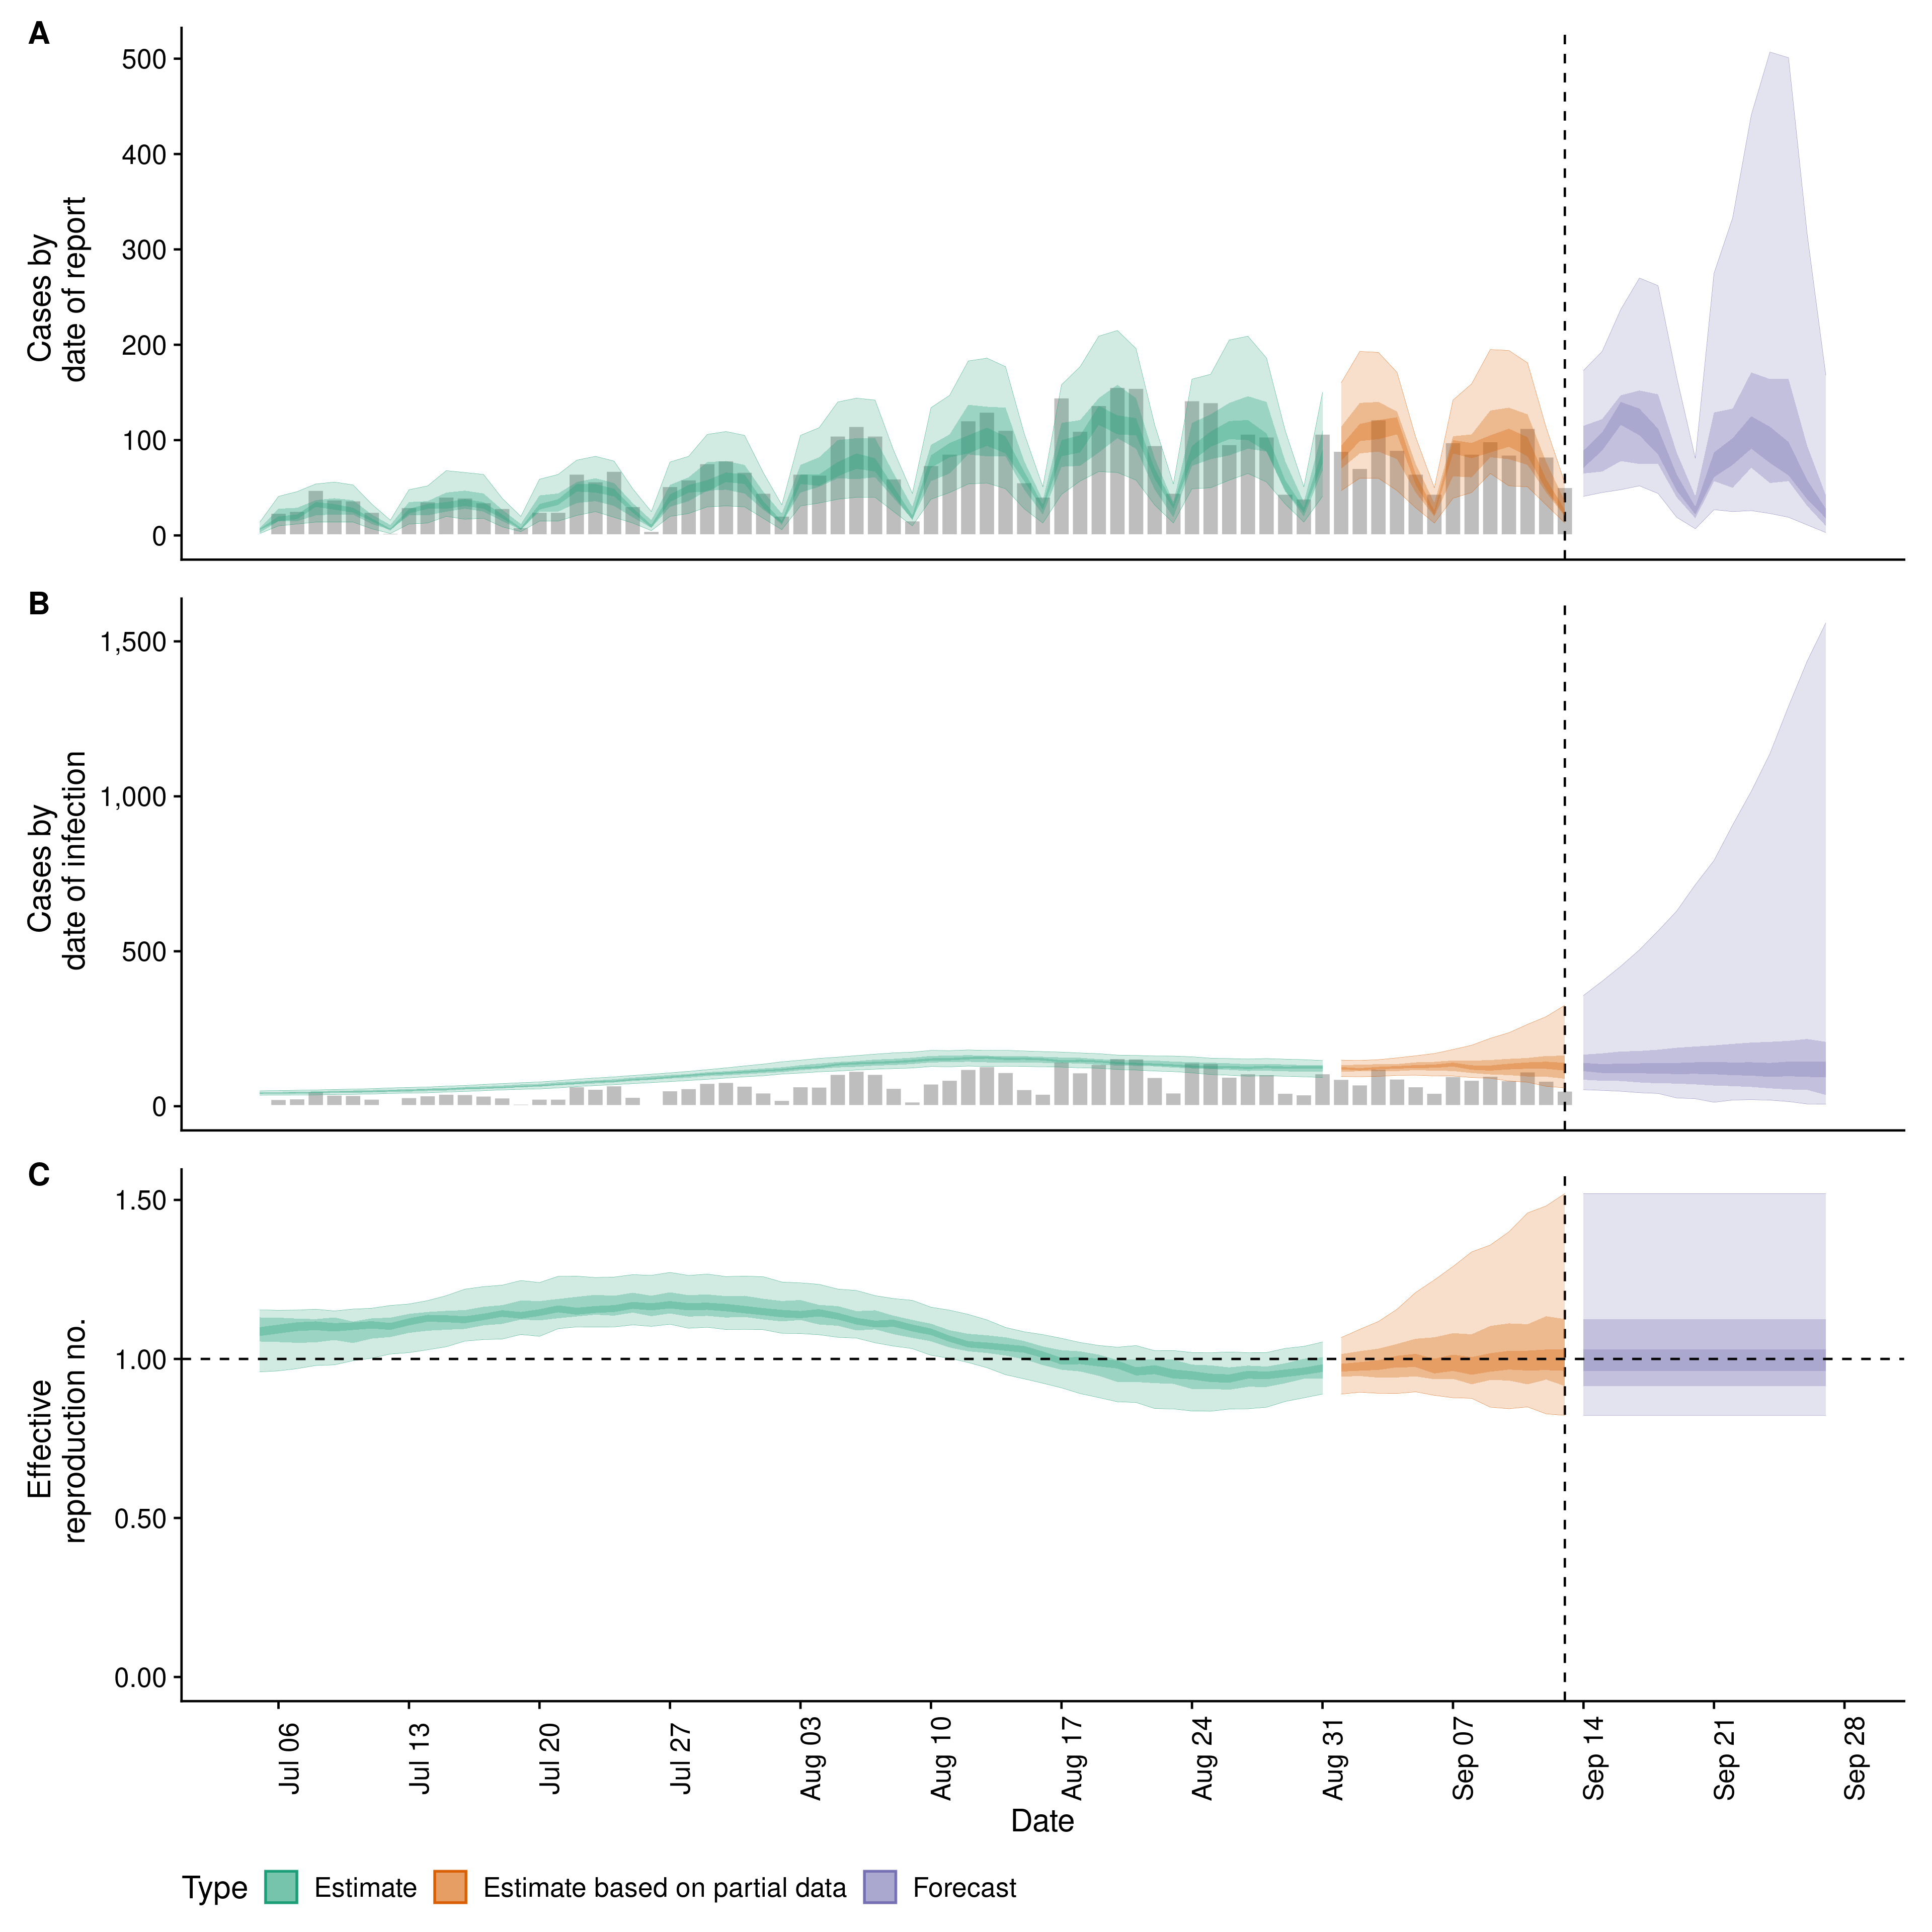 A
500
400
300
200
100
0
Cases by
date of report
B
1,500
1,000
500
0
Cases by
date of infection
C
1.50
1.00
0.50
0.00
Effective
reproduction no.
Jul 06
Jul 13
Jul 20
Jul 27
Aug 03
Aug 10
Aug 17
Aug 24
Aug 31
Sep 07
Sep 14
Sep 21
Sep 28
Date
Type Estimate Estimate based on partial data Forecast